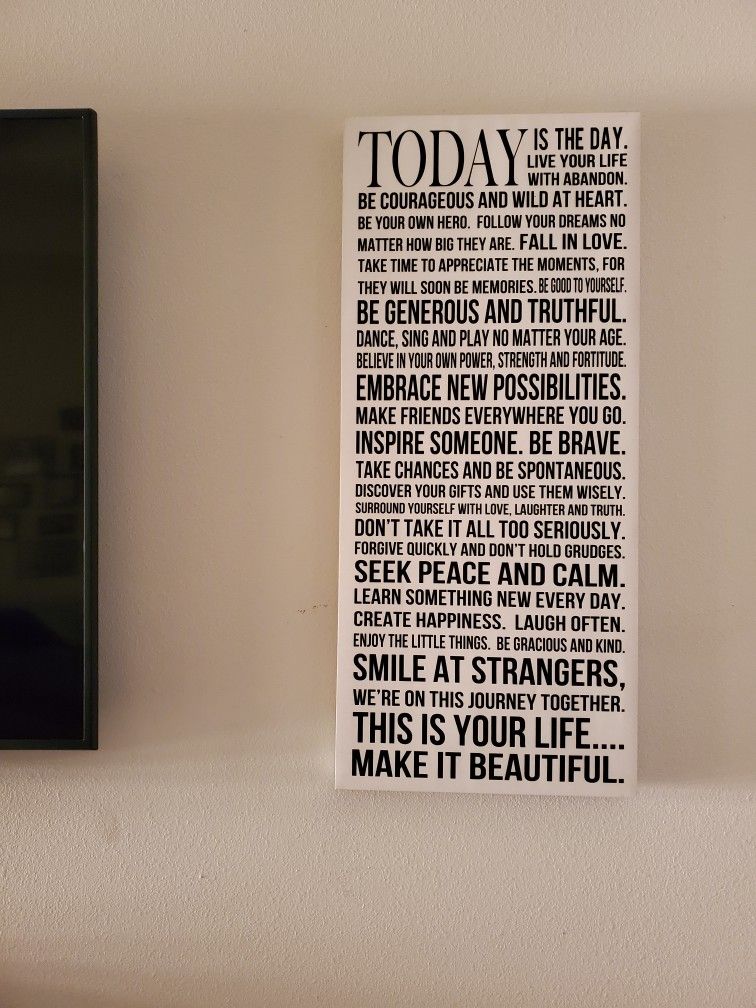 TODAY IS THE DAY.
LIVE YOUR LIFE
WITH ABANDON.
BE COURAGEOUS AND WILD AT HEART.
BE YOUR OWN HERO. FOLLOW YOUR DREAMS NO
MATTER HOW BIG THEY ARE. FALL IN LOVE.
TAKE TIME TO APPRECIATE THE MOMENTS, FOR
THEY WILL SOON BE MEMORIES. BE GOOD TO YOURSELF.
BE GENEROUS AND TRUTHFUL.
DANCE, SING AND PLAY NO MATTER YOUR AGE.
BELIEVE IN YOUR OWN POWER, STRENGTH AND FORTITUDE.
EMBRACE NEW POSSIBILITIES.
MAKE FRIENDS EVERYWHERE YOU GO.
INSPIRE SOMEONE. BE BRAVE.
TAKE CHANCES AND BE SPONTANEOUS.
DISCOVER YOUR GIFTS AND USE THEM WISELY.
SURROUND YOURSELF WITH LOVE, LAUGHTER AND TRUTH.
DON'T TAKE IT ALL TOO SERIOUSLY.
FORGIVE QUICKLY AND DON'T HOLD GRUDGES.
SEEK PEACE AND CALM.
LEARN SOMETHING NEW EVERY DAY.
CREATE HAPPINESS. LAUGH OFTEN.
ENJOY THE LITTLE THINGS. BE GRACIOUS AND KIND.
SMILE AT STRANGERS,
WE'RE ON THIS JOURNEY TOGETHER.
THIS IS YOUR LIFE....
MAKE IT BEAUTIFUL.